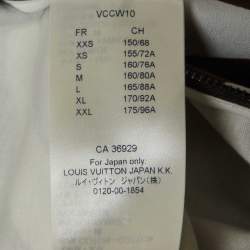 VCCW10
FR CH
XXS 150/68
XS 155/72A
S 160/76A
M 160/80A
L 165/88A
XL 170/92A
XXL 175/96A
CA 36929
For Japan only.
LOUIS VUITTON JAPAN K.K.
ルイ・ヴィトン ジャパン(株)
0120-00-1854